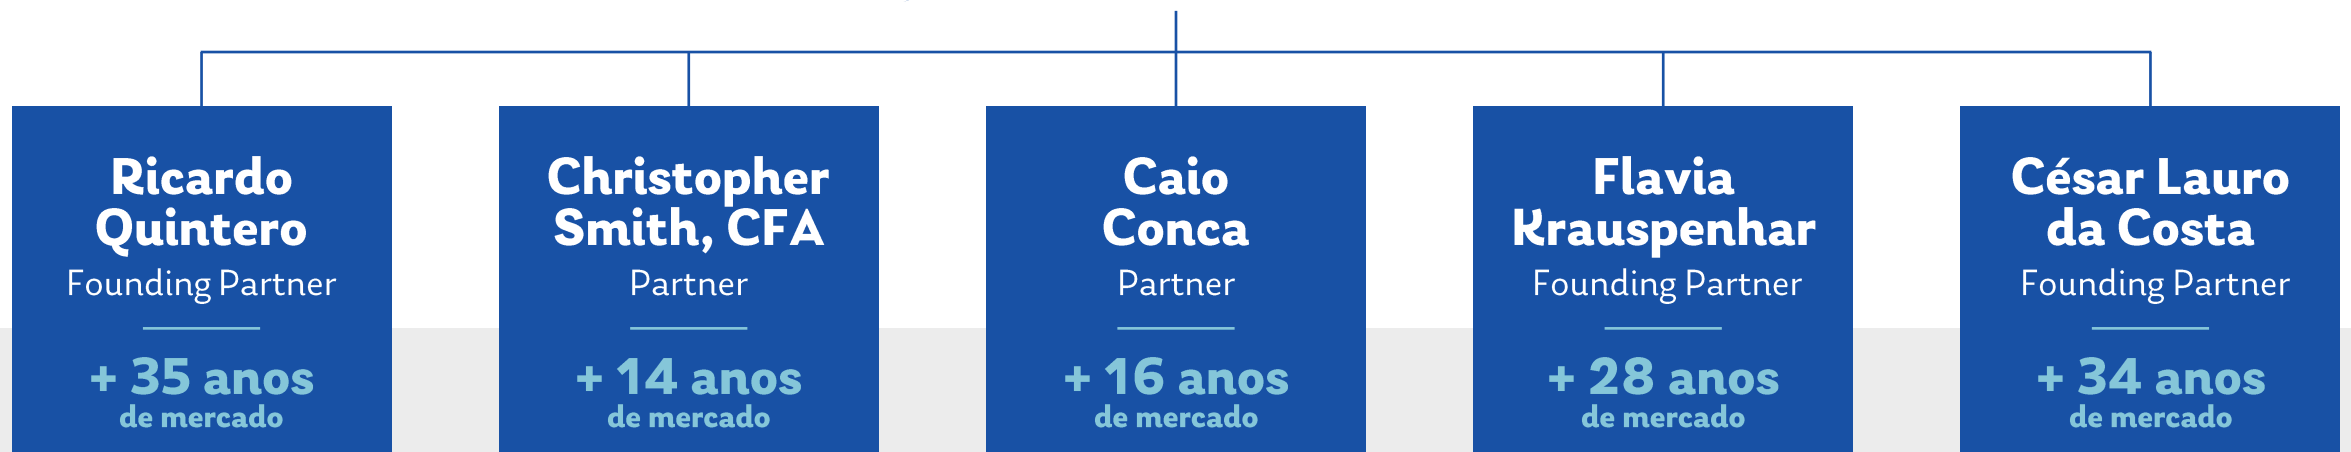 Ricardo
Quintero
Founding Partner
+ 35 anos
de mercado
Christopher
Smith, CFA
Partner
+ 14 anos
de mercado
Caio
Conca
Partner
+ 16 anos
de mercado
Flavia
Krauspenhar
Founding Partner
+ 28 anos
de mercado
César Lauro
da Costa
Founding Partner
+ 34 anos
de mercado